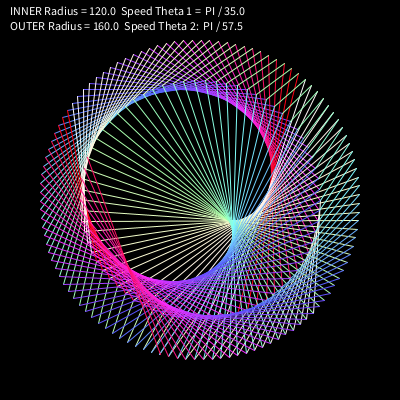 INNER Radius = 120.0  Speed Theta 1 =  PI / 35.0
OUTER Radius = 160.0  Speed Theta 2:  PI / 57.5